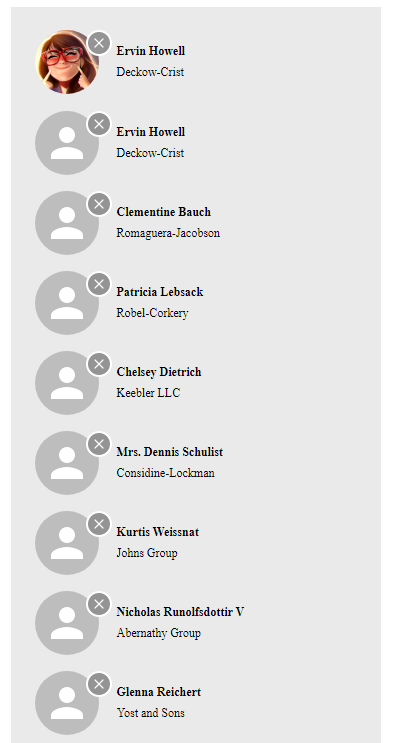 Ervin Howell
Deckow-Crist
Ervin Howell
Deckow-Crist
Clementine Bauch
Romaguera-Jacobson
Patricia Lebsack
Robel-Corkery
Chelsey Dietrich
Keebler LLC
Mrs. Dennis Schulist
Considine-Lockman
Kurtis Weissnat
Johns Group
Nicholas Runolfsdottir V
Abernathy Group
Glenna Reichert
Yost and Sons